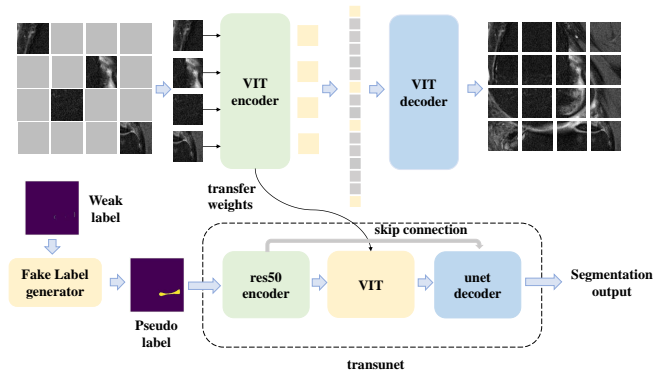 VIT
encoder
VIT
decoder
transfer
weights
Weak
label
skip connection
Fake Label
generator
Pseudo
label
res50
encoder
VIT
unet
decoder
Segmentation
output
transunet